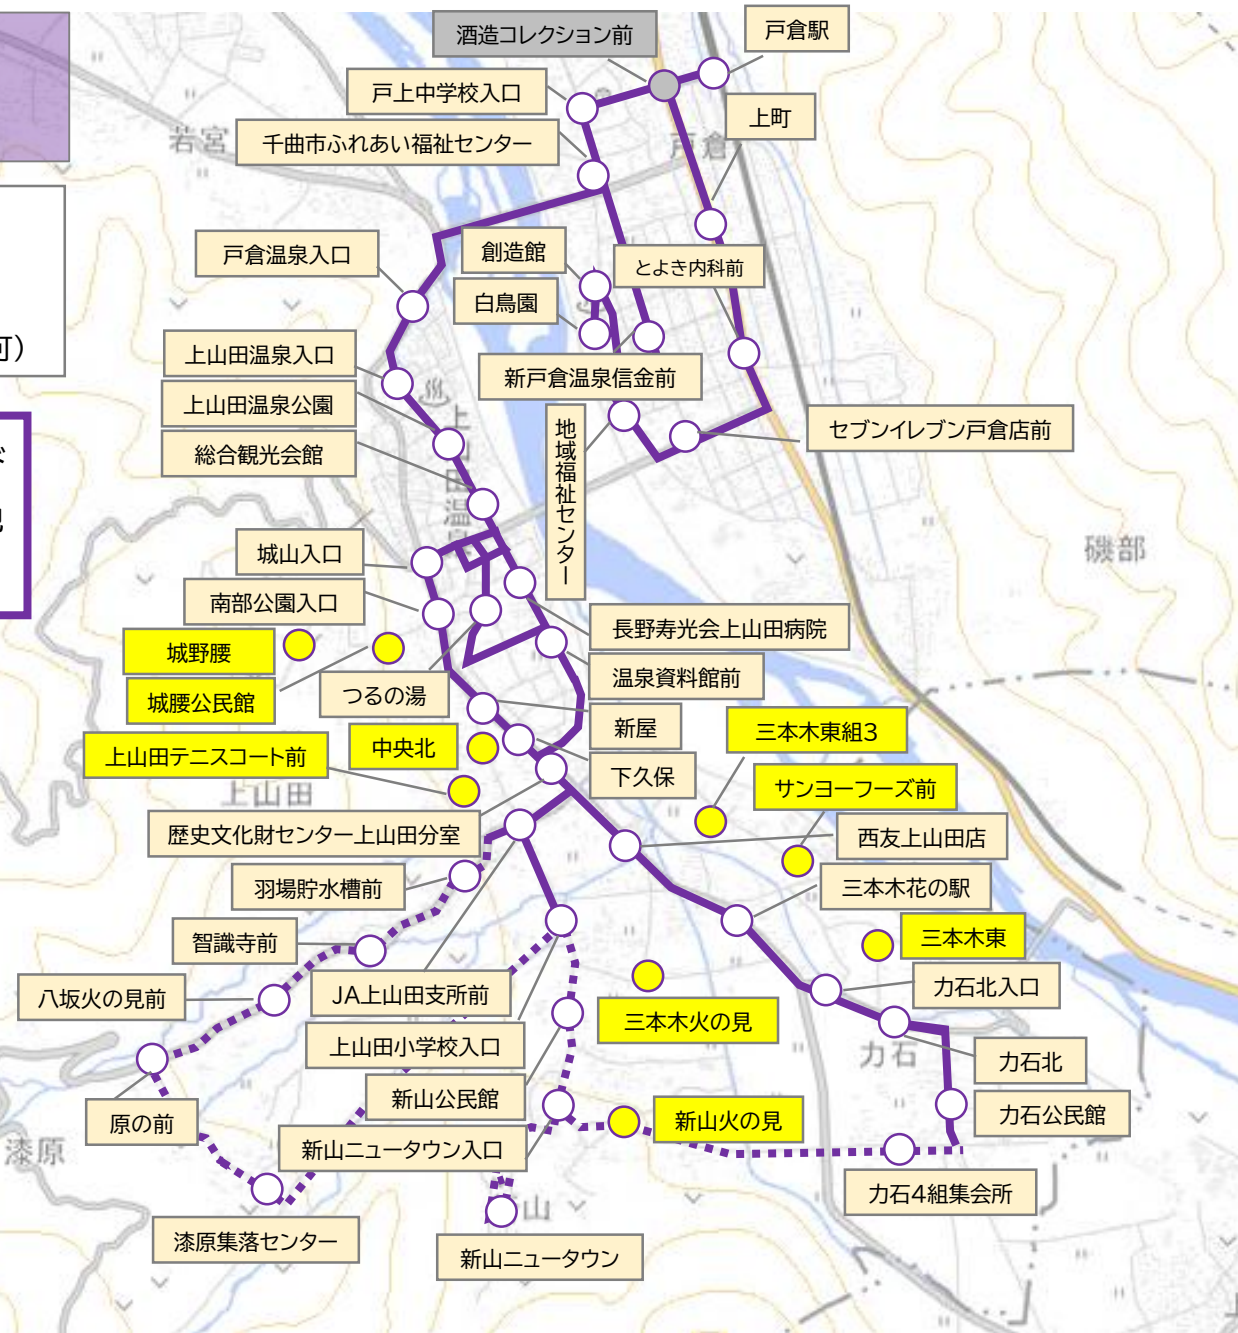 酒造コレクション前
戸倉駅
戸上中学校入口
上町
千曲市ふれあい福祉センター
若宮
戸倉
戸倉温泉入口
創造館
とよき内科前
白鳥園
可)
上山田温泉入口
新戸倉温泉信金前
上山田温泉公園
総合観光会館
上山田温泉
地域福祉センター
セブンイレブン戸倉店前
城山入口
磯部
南部公園入口
長野寿光会上山田病院
城野腰
温泉資料館前
城腰公民館
つるの湯
新屋
三本木東組3
中央北
上山田テニスコート前
下久保
サンヨーフーズ前
上山田
歴史文化財センター上山田分室
西友上山田店
羽場貯水槽前
三本木花の駅
智識寺前
三本木東
八坂火の見前
JA上山田支所前
力石北入口
三本木火の見
上山田小学校入口
力石
力石北
新山公民館
原の前
新山火の見
力石公民館
漆原
新山ニュータウン入口
力石4組集会所
山
漆原集落センター
新山ニュータウン